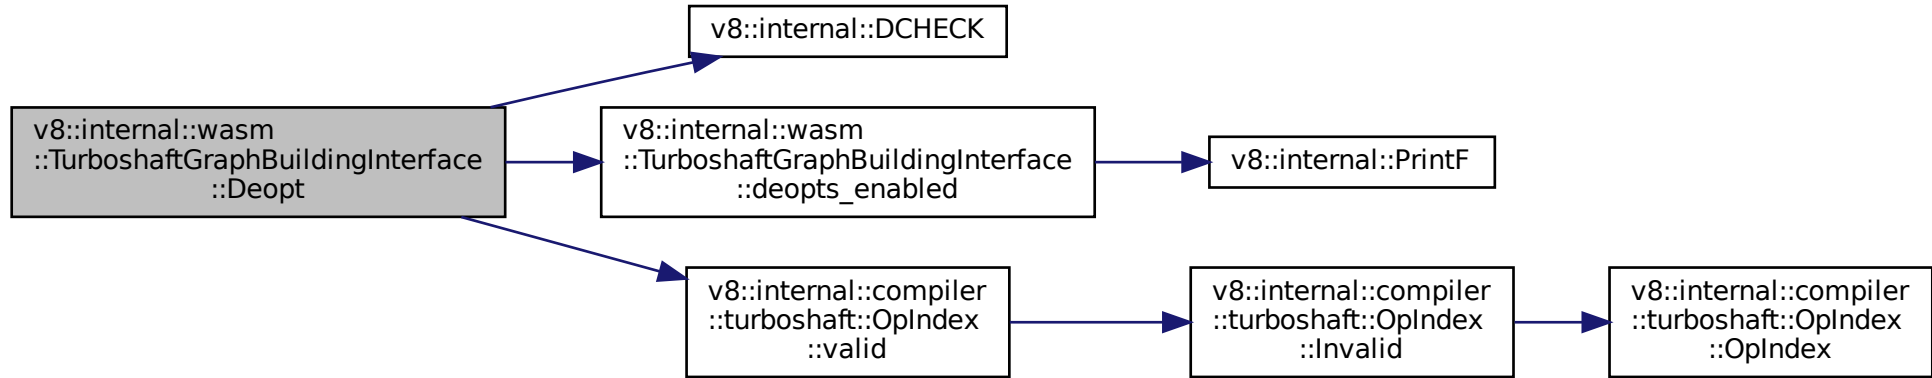 v8::internal::DCHECK
v8::internal::wasm
::TurboshaftGraphBuildingInterface
::Deopt
v8::internal::wasm
::TurboshaftGraphBuildingInterface
::deopts_enabled
v8::internal::PrintF
v8::internal::compiler
::turboshaft::OpIndex
::valid
v8::internal::compiler
::turboshaft::OpIndex
::Invalid
v8::internal::compiler
::turboshaft::OpIndex
::OpIndex